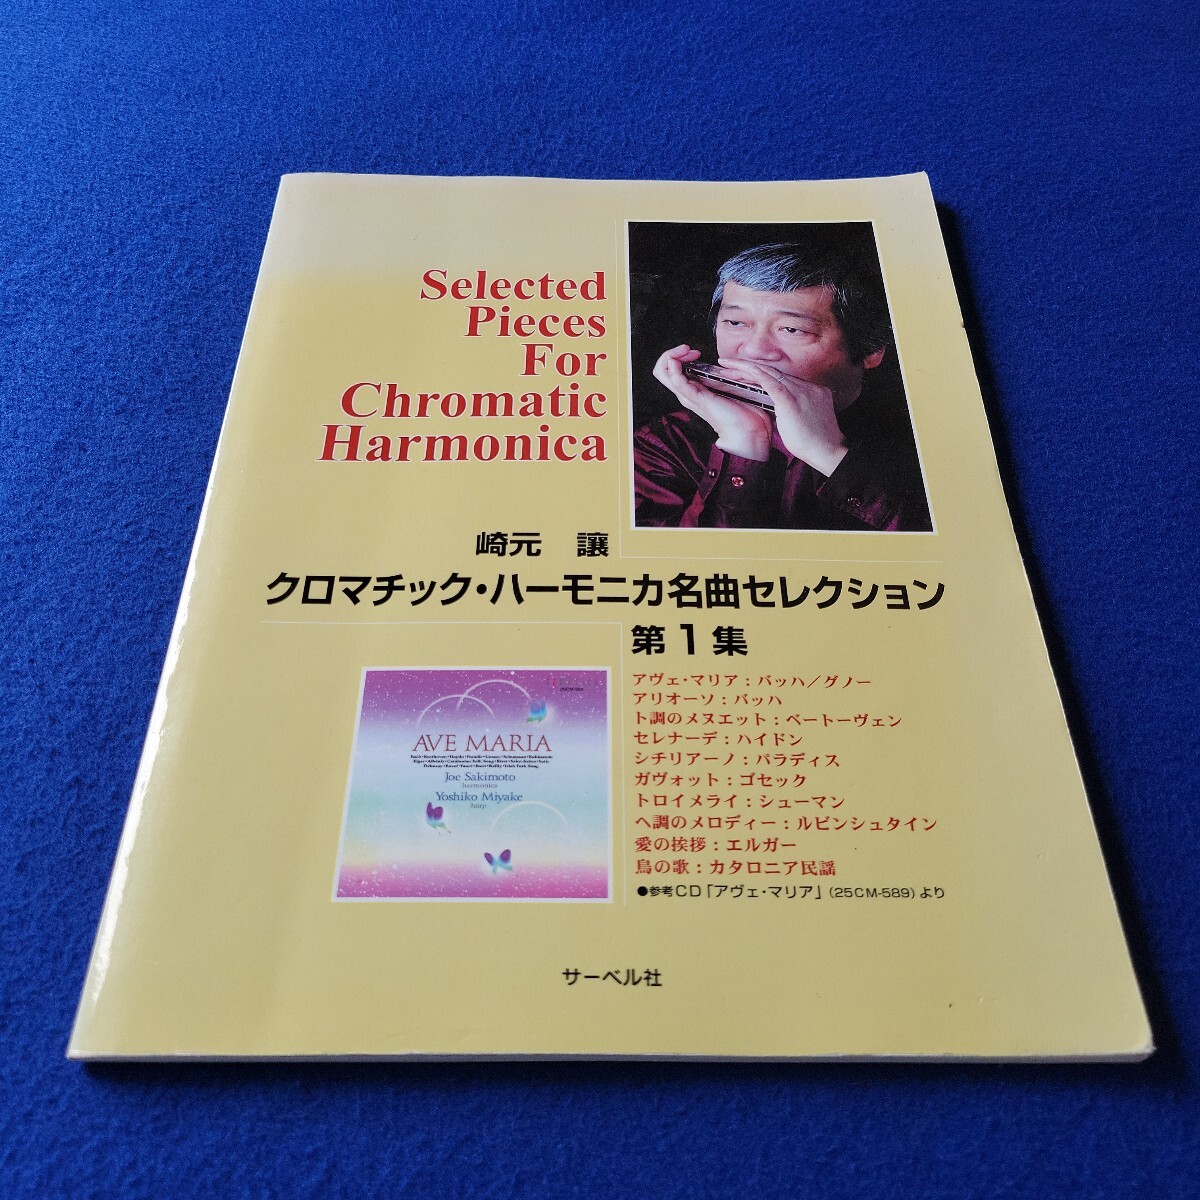 Selected
Pieces
For
Chromatic
Harmonica
崎元 讓
クロマチック・ハーモニカ名曲セレクション
第1集
アヴェ・マリア：バッハ／グノー
アリオーソ：バッハ
ト調のメヌエット：ベートーヴェン
セレナーデ：ハイドン
シチリアーノ：パラディス
ガヴォット：ゴセック
トロイメライ：シューマン
ヘ調のメロディー：ルビンシュタイン
愛の挨拶：エルガー
鳥の歌：カタロニア民謡
●参考CD「アヴェ・マリア」(25CM-589)より
AVE MARIA
Joe Sakimoto
harmonica
Yoshiko Miyake
harp
サーベル社